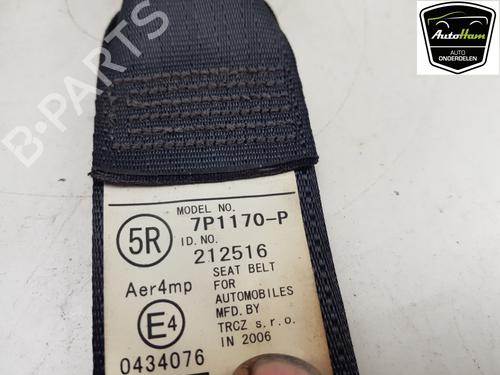 AutoHam
AUTO
ONDERDELEN
B-PARTS
MODEL NO.
5R
7P1170-P
ID.NO.
212516
Aer4mp
SEAT BELT
FOR
AUTOMOBILES
E4
MFD.BY
TRCZ s.r.o.
0434076
IN 2006